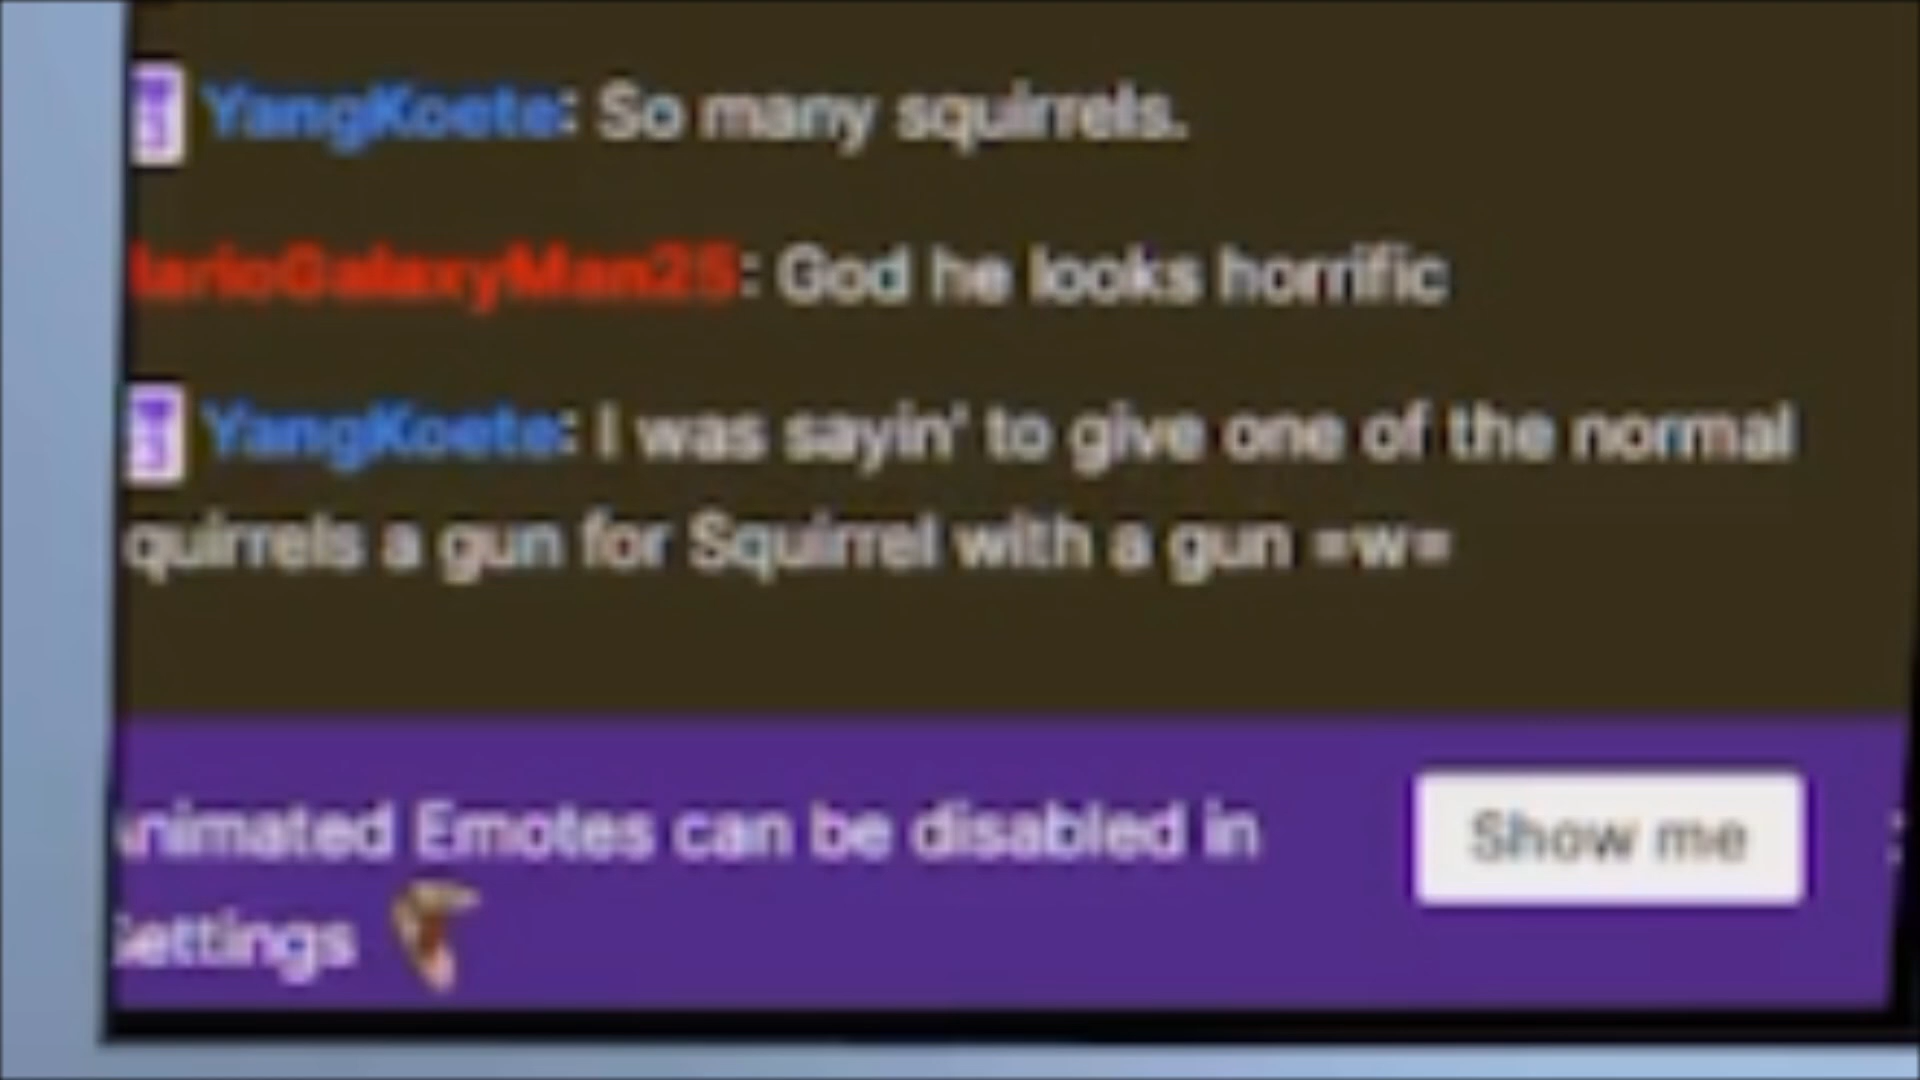 YangKoete: So many squirrels.
arioGalaxyMan25: God he looks horrific
YangKoete: I was sayin' to give one of the normal
quirrels a gun for Squirrel with a gun =w=
nimated Emotes can be disabled in
ettings
Show me